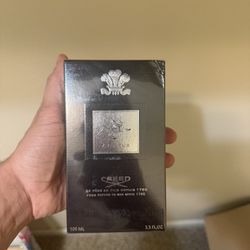 CREED
DE PÈRE EN FILS DEPUIS 1760
FROM FATHER TO SON SINCE 1760
100 ML
3.3 FL.OZ